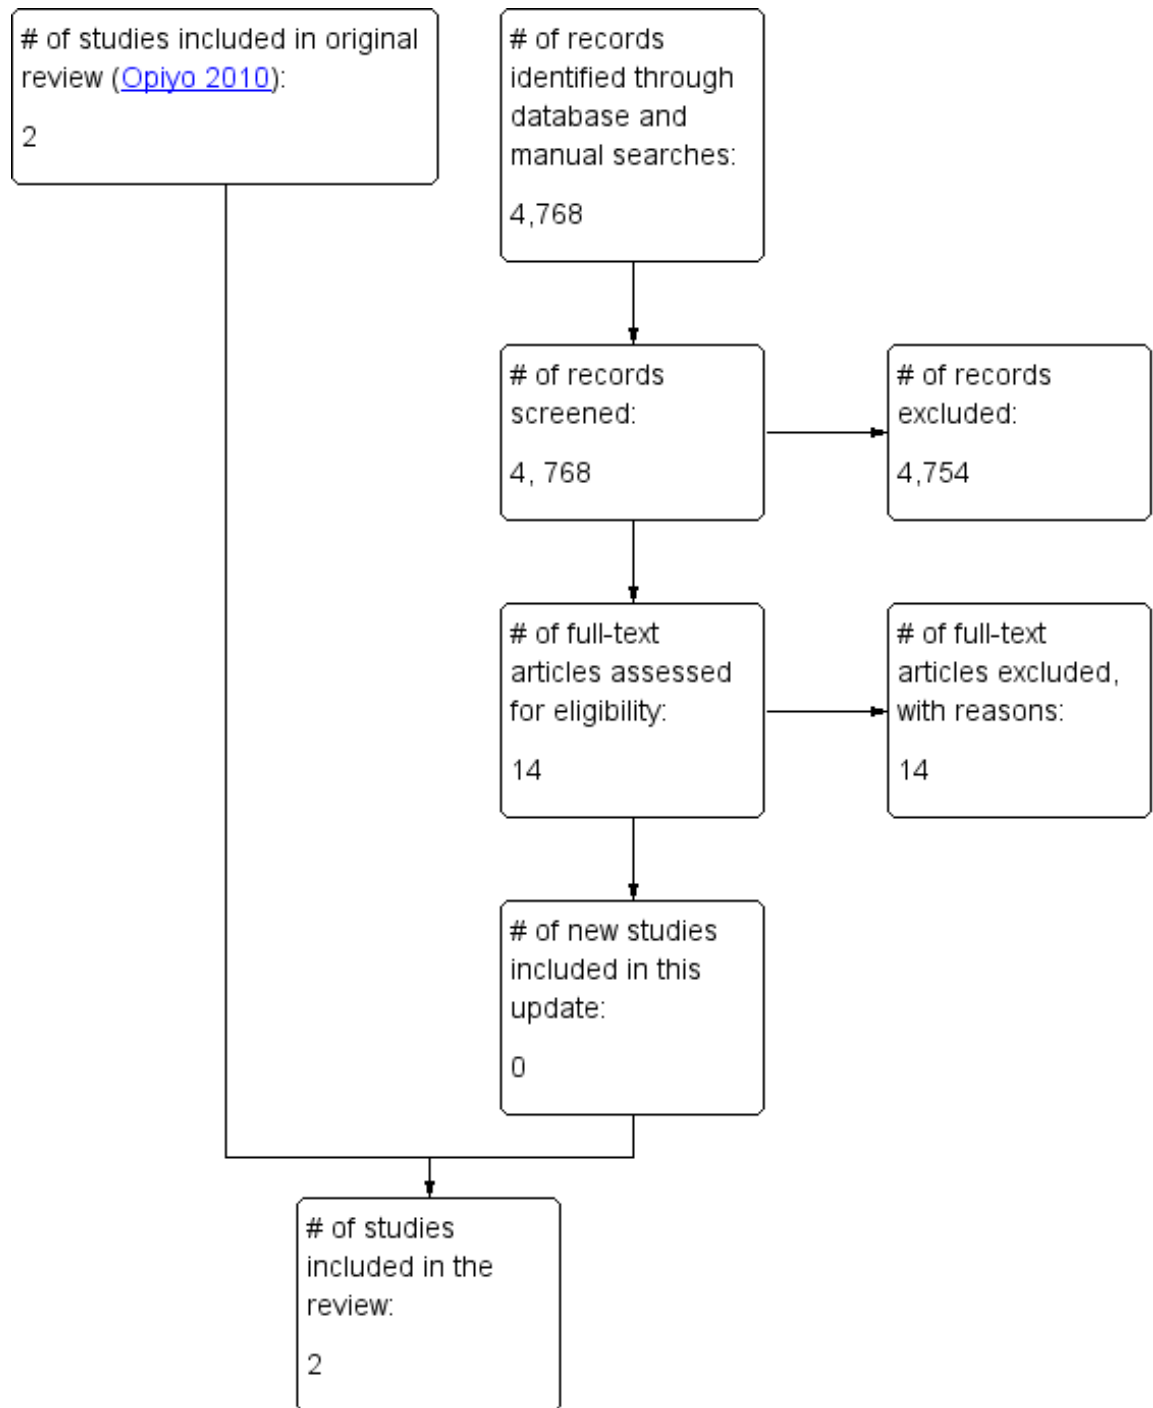 # of studies included in original
review (Opiyo 2010):
2
# of records
identified through
database and
manual searches:
4,768
# of records
screened:
4, 768
# of records
excluded:
4,754
# of full-text
articles assessed
for eligibility:
14
# of full-text
articles excluded,
with reasons:
14
# of new studies
included in this
update:
0
# of studies
included in the
review:
2